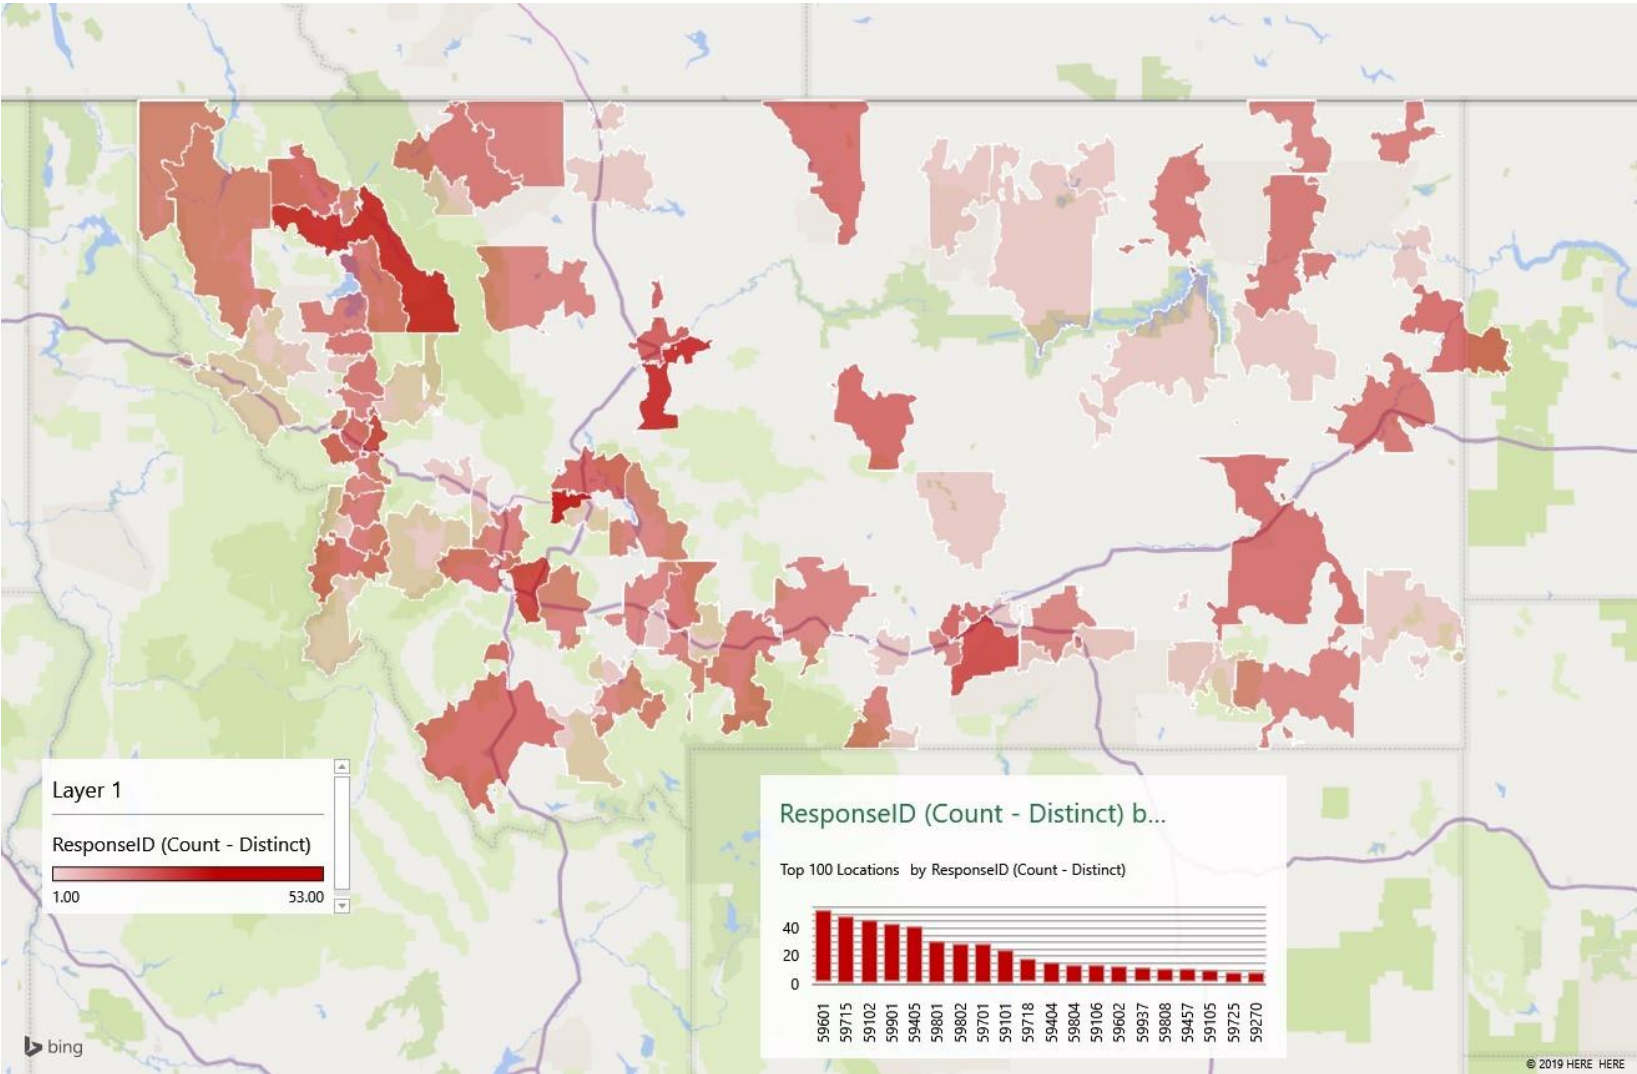 Layer 1
ResponseID (Count - Distinct)
1.00 53.00
ResponseID (Count - Distinct) b...
Top 100 Locations by ResponseID (Count - Distinct)
40
20
0
59601 59715 59102 59901 59405 59801 59802 59701 59101 59718 59404 59804 59106 59602 59937 59808 59457 59105 59725 59270
bing
© 2019 HERE HERE